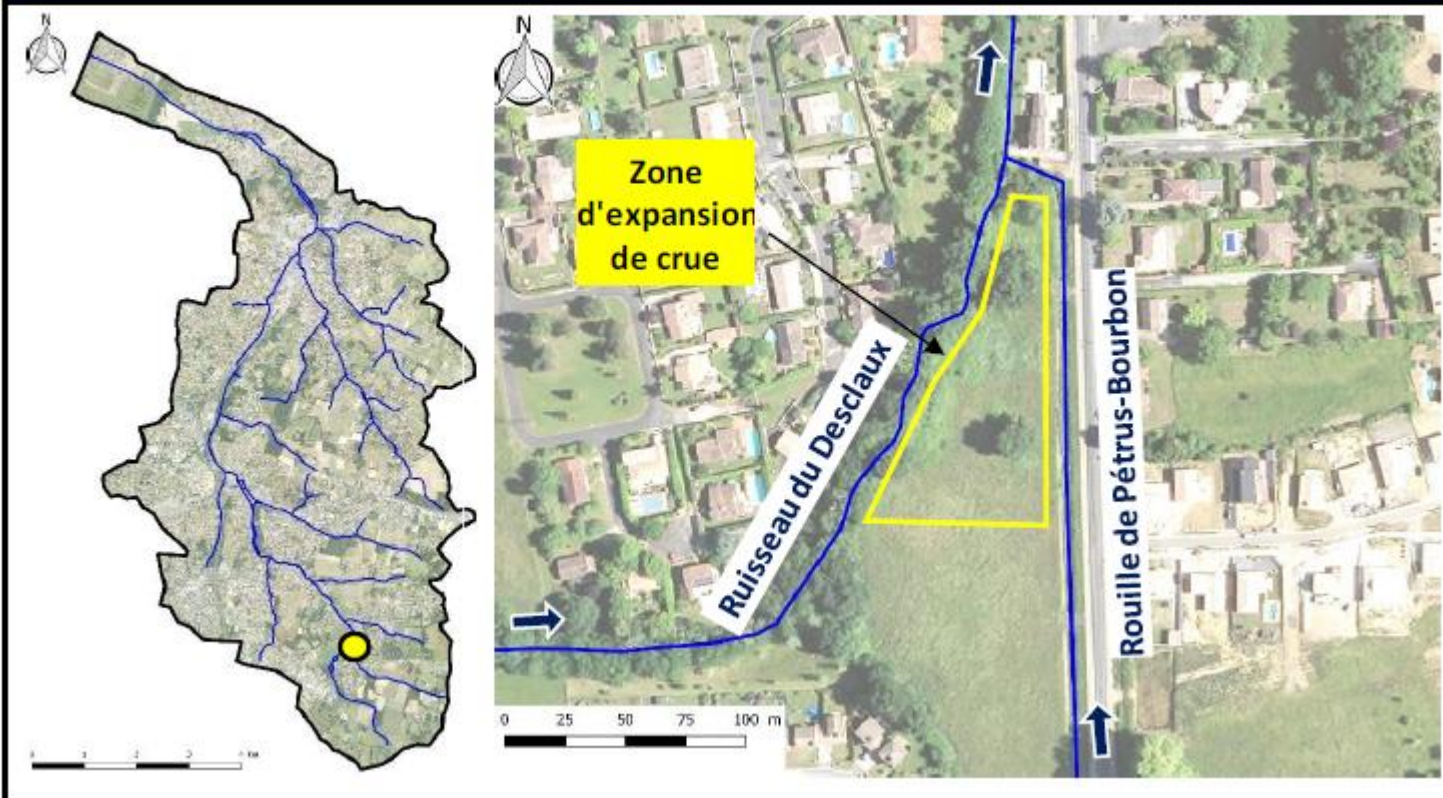 N
N
Zone
d'expansion
de crue
Ruisseau du Desclaux
Rouille de Pétrus-Bourbon
0 25 50 75 100 m